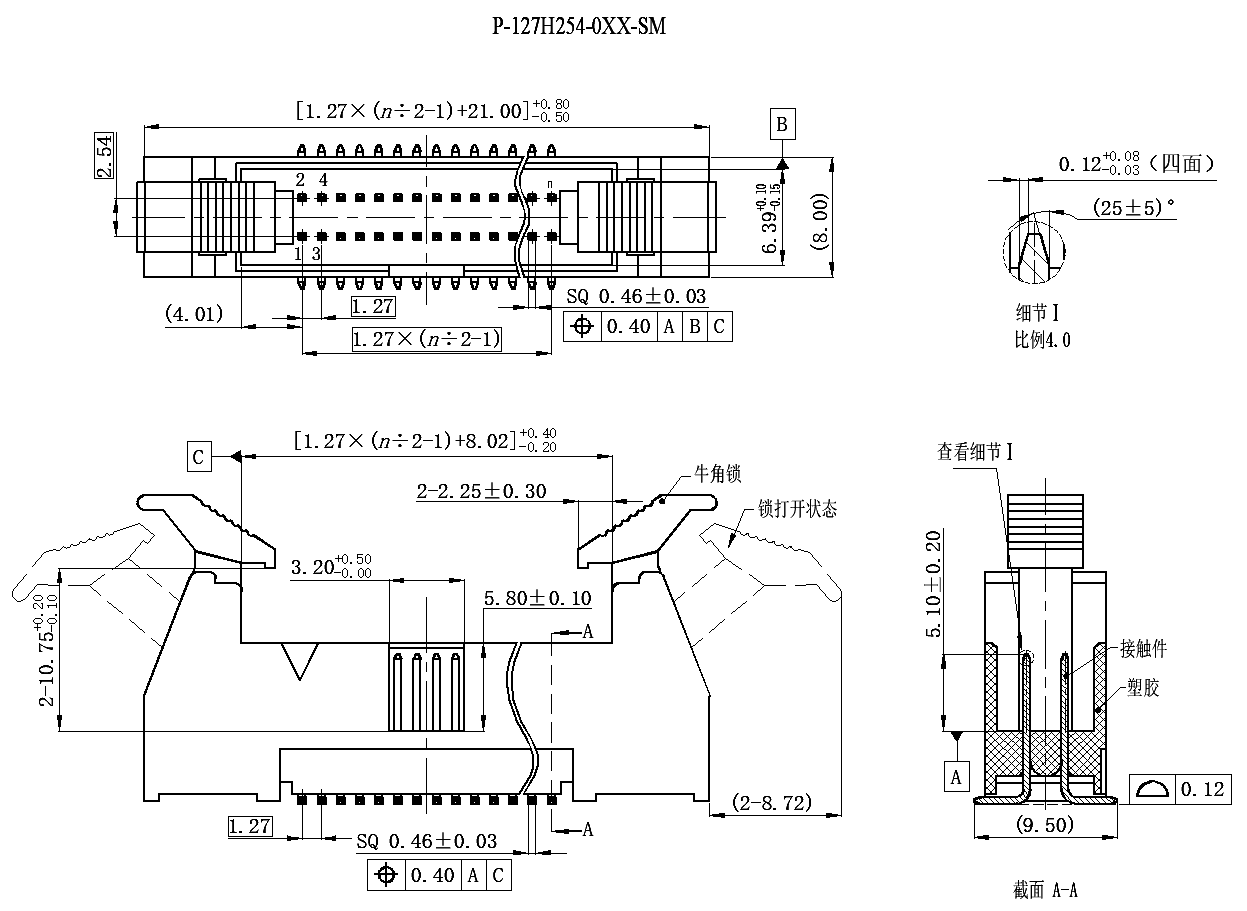 P-127H254-0XX-SM
[1.27×(n÷2-1)+21.00]+0.80 -0.50
B
2.54
2 4
n
1 3
6.39+0.10 -0.15
(8.00)
0.12+0.08 -0.03(四面)
(25±5)°
细节Ⅰ
比例4.0
(4.01)
1.27
SQ 0.46±0.03
0.40 A B C
1.27×(n÷2-1)
[1.27×(n÷2-1)+8.02]+0.40 -0.20
C
牛角锁
2-2.25±0.30
锁打开状态
3.20+0.50 -0.00
5.80±0.10
A
2-10.75+0.20 -0.10
查看细节Ⅰ
5.10±0.20
接触件
塑胶
A
0.12
(2-8.72)
(9.50)
1.27
SQ 0.46±0.03
A
0.40 A C
截面 A-A